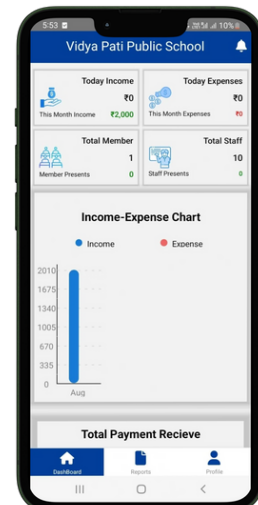 5:53
10%
Vidya Pati Public School
Today Income
₹0
This Month Income ₹2,000
Today Expenses
₹0
This Month Expenses ₹0
Total Member
1
Member Presents 0
Total Staff
10
Staff Presents 0
Income-Expense Chart
Income Expense
2010
1675
1340
1005
670
335
0
Aug
Total Payment Recieve
DashBoard Reports Profile